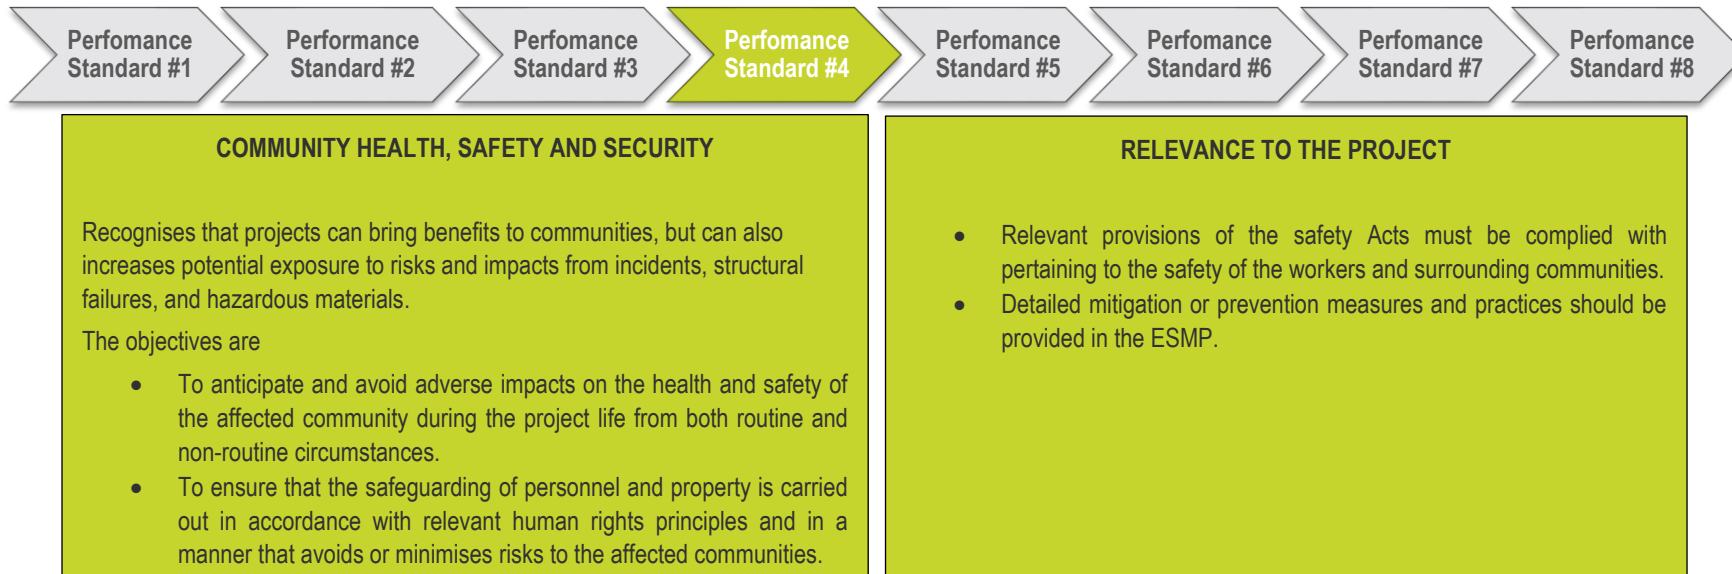 Perfomance
Standard #1
Performance
Standard #2
Perfomance
Standard #3
Perfomance
Standard #4
Perfomance
Standard #5
Perfomance
Standard #6
Perfomance
Standard #7
Perfomance
Standard #8
COMMUNITY HEALTH, SAFETY AND SECURITY
Recognises that projects can bring benefits to communities, but can also
increases potential exposure to risks and impacts from incidents, structural
failures, and hazardous materials.
The objectives are
• To anticipate and avoid adverse impacts on the health and safety of
the affected community during the project life from both routine and
non-routine circumstances.
• To ensure that the safeguarding of personnel and property is carried
out in accordance with relevant human rights principles and in a
manner that avoids or minimises risks to the affected communities.
RELEVANCE TO THE PROJECT
• Relevant provisions of the safety Acts must be complied with
pertaining to the safety of the workers and surrounding communities.
• Detailed mitigation or prevention measures and practices should be
provided in the ESMP.